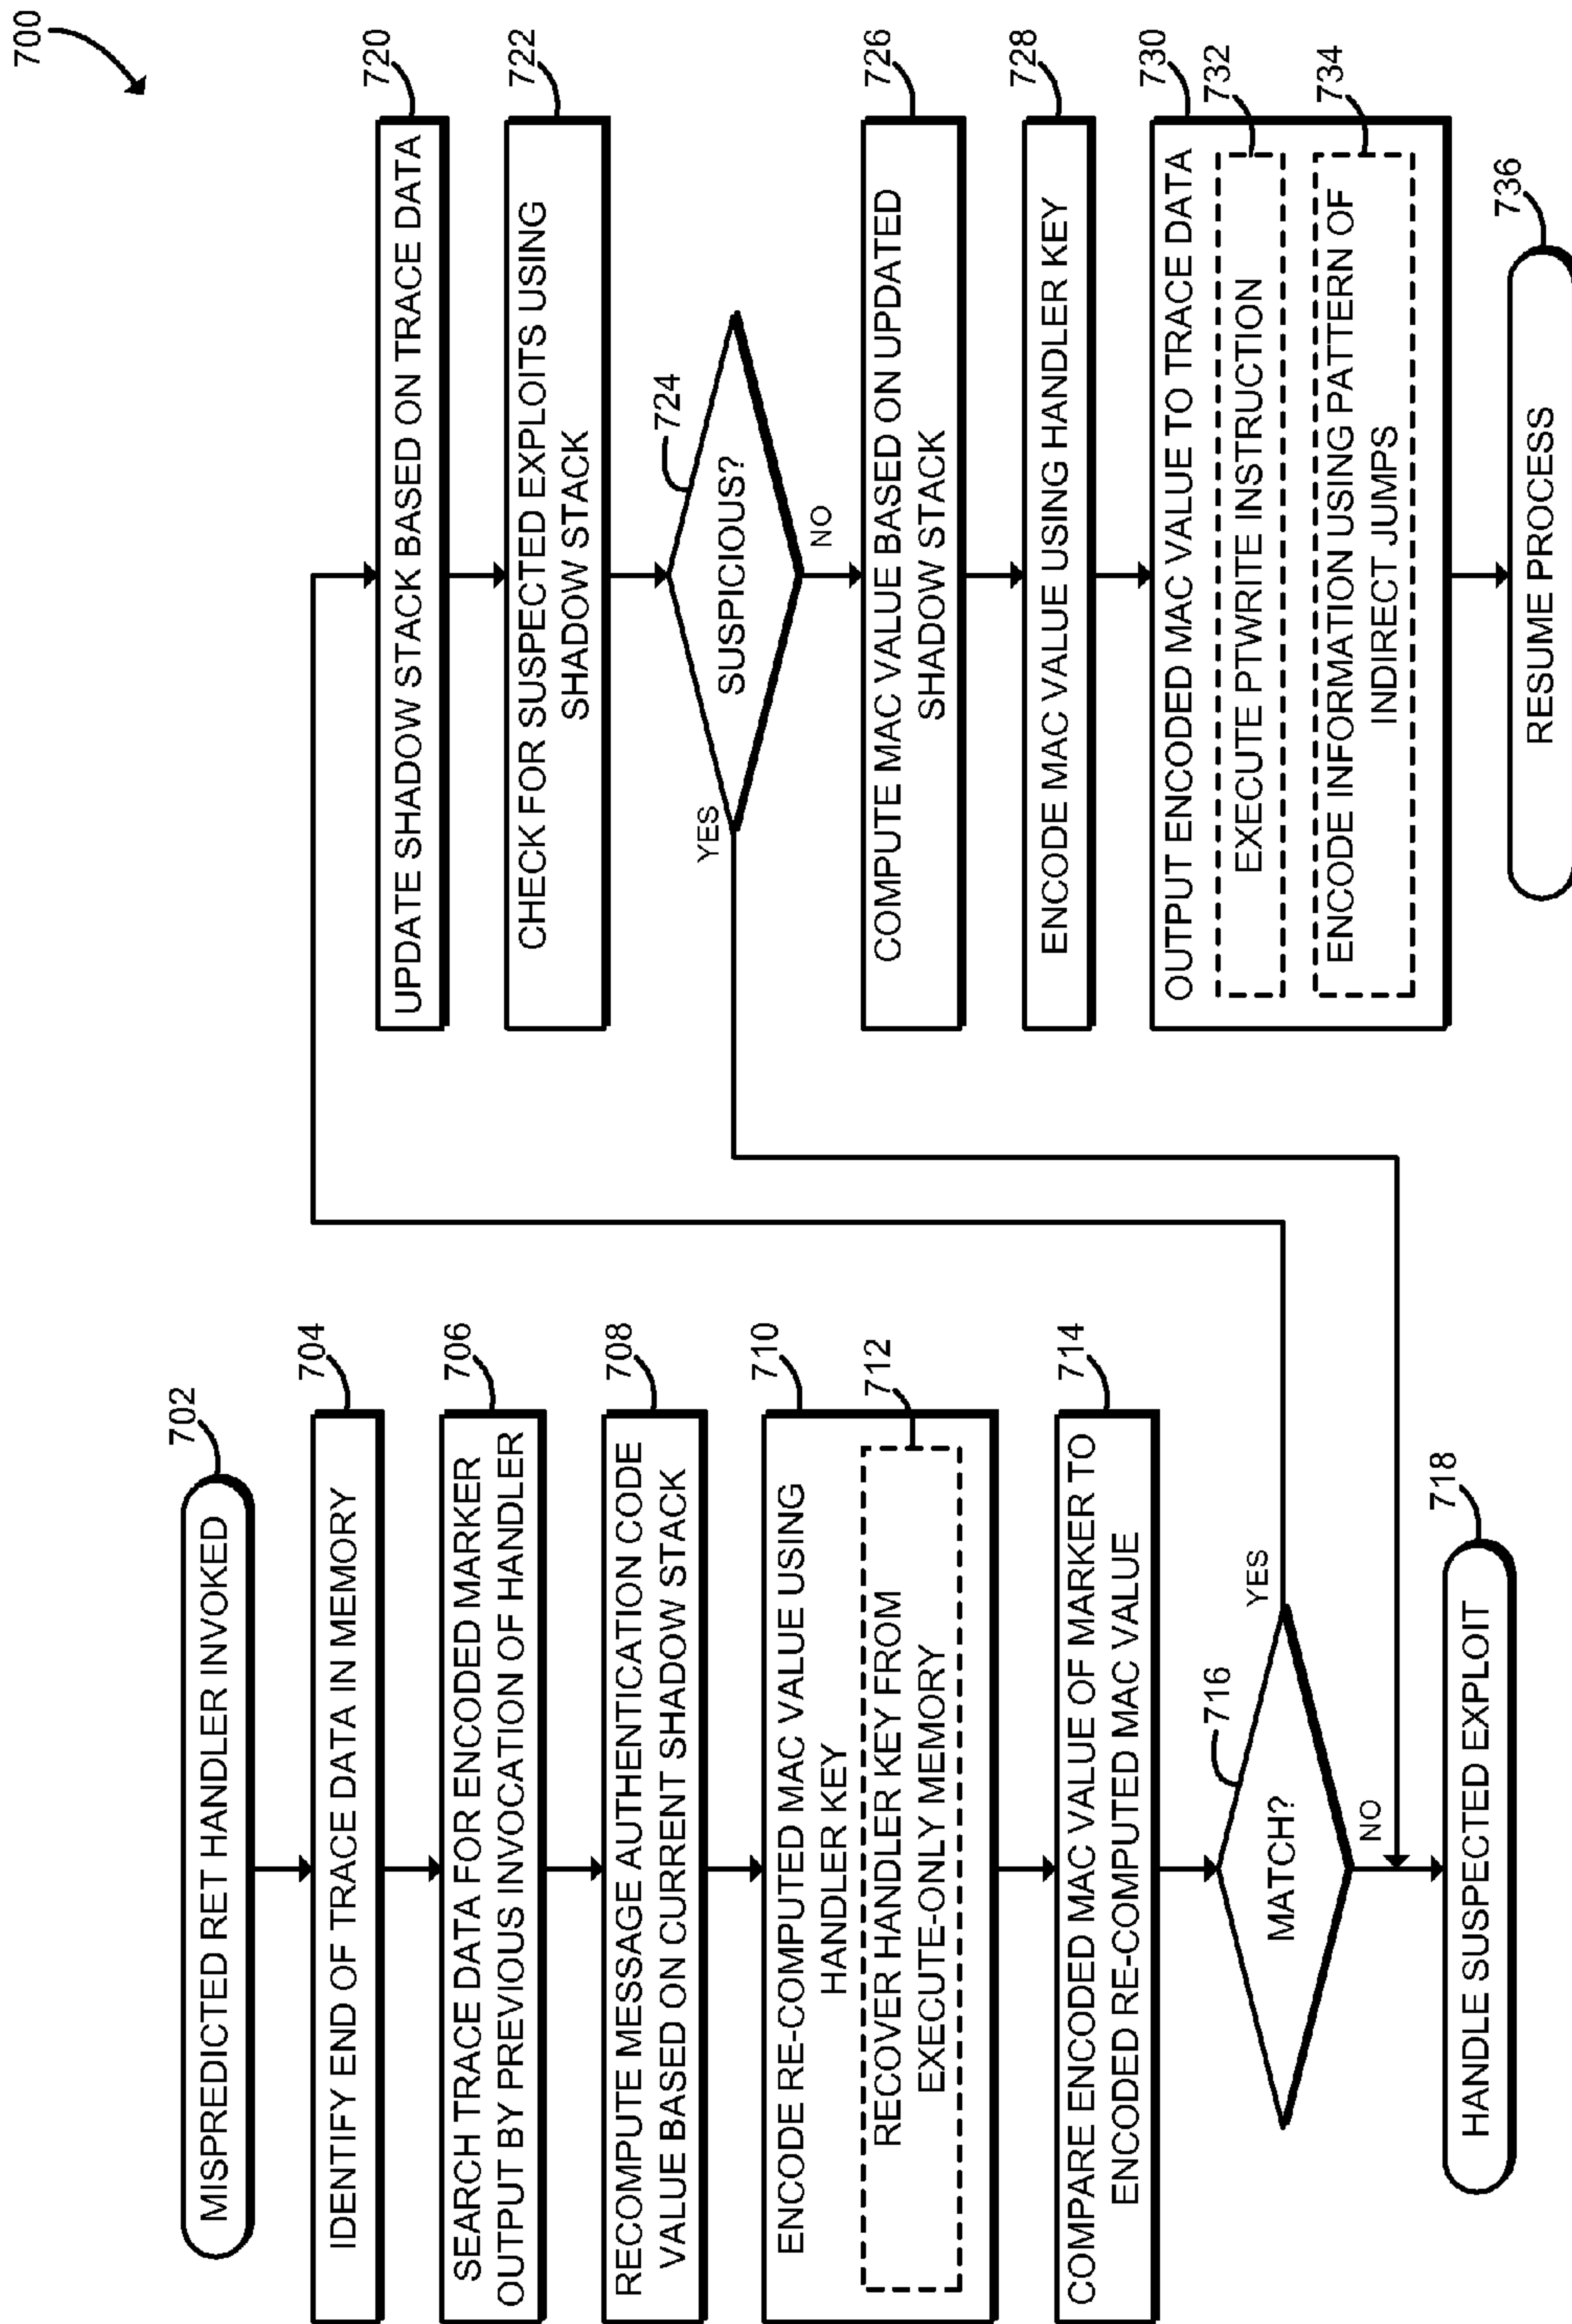 700
702
MISPREDICTED RET HANDLER INVOKED
704
IDENTIFY END OF TRACE DATA IN MEMORY
706
SEARCH TRACE DATA FOR ENCODED MARKER
OUTPUT BY PREVIOUS INVOCATION OF HANDLER
708
RECOMPUTE MESSAGE AUTHENTICATION CODE
VALUE BASED ON CURRENT SHADOW STACK
710
ENCODE RE-COMPUTED MAC VALUE USING
HANDLER KEY
712
RECOVER HANDLER KEY FROM
EXECUTE-ONLY MEMORY
714
COMPARE ENCODED MAC VALUE OF MARKER TO
ENCODED RE-COMPUTED MAC VALUE
716
MATCH?
YES
NO
718
HANDLE SUSPECTED EXPLOIT
720
UPDATE SHADOW STACK BASED ON TRACE DATA
722
CHECK FOR SUSPECTED EXPLOITS USING
SHADOW STACK
724
SUSPICIOUS?
YES
NO
726
COMPUTE MAC VALUE BASED ON UPDATED
SHADOW STACK
728
ENCODE MAC VALUE USING HANDLER KEY
730
OUTPUT ENCODED MAC VALUE TO TRACE DATA
732
EXECUTE PTWRITE INSTRUCTION
734
ENCODE INFORMATION USING PATTERN OF
INDIRECT JUMPS
736
RESUME PROCESS